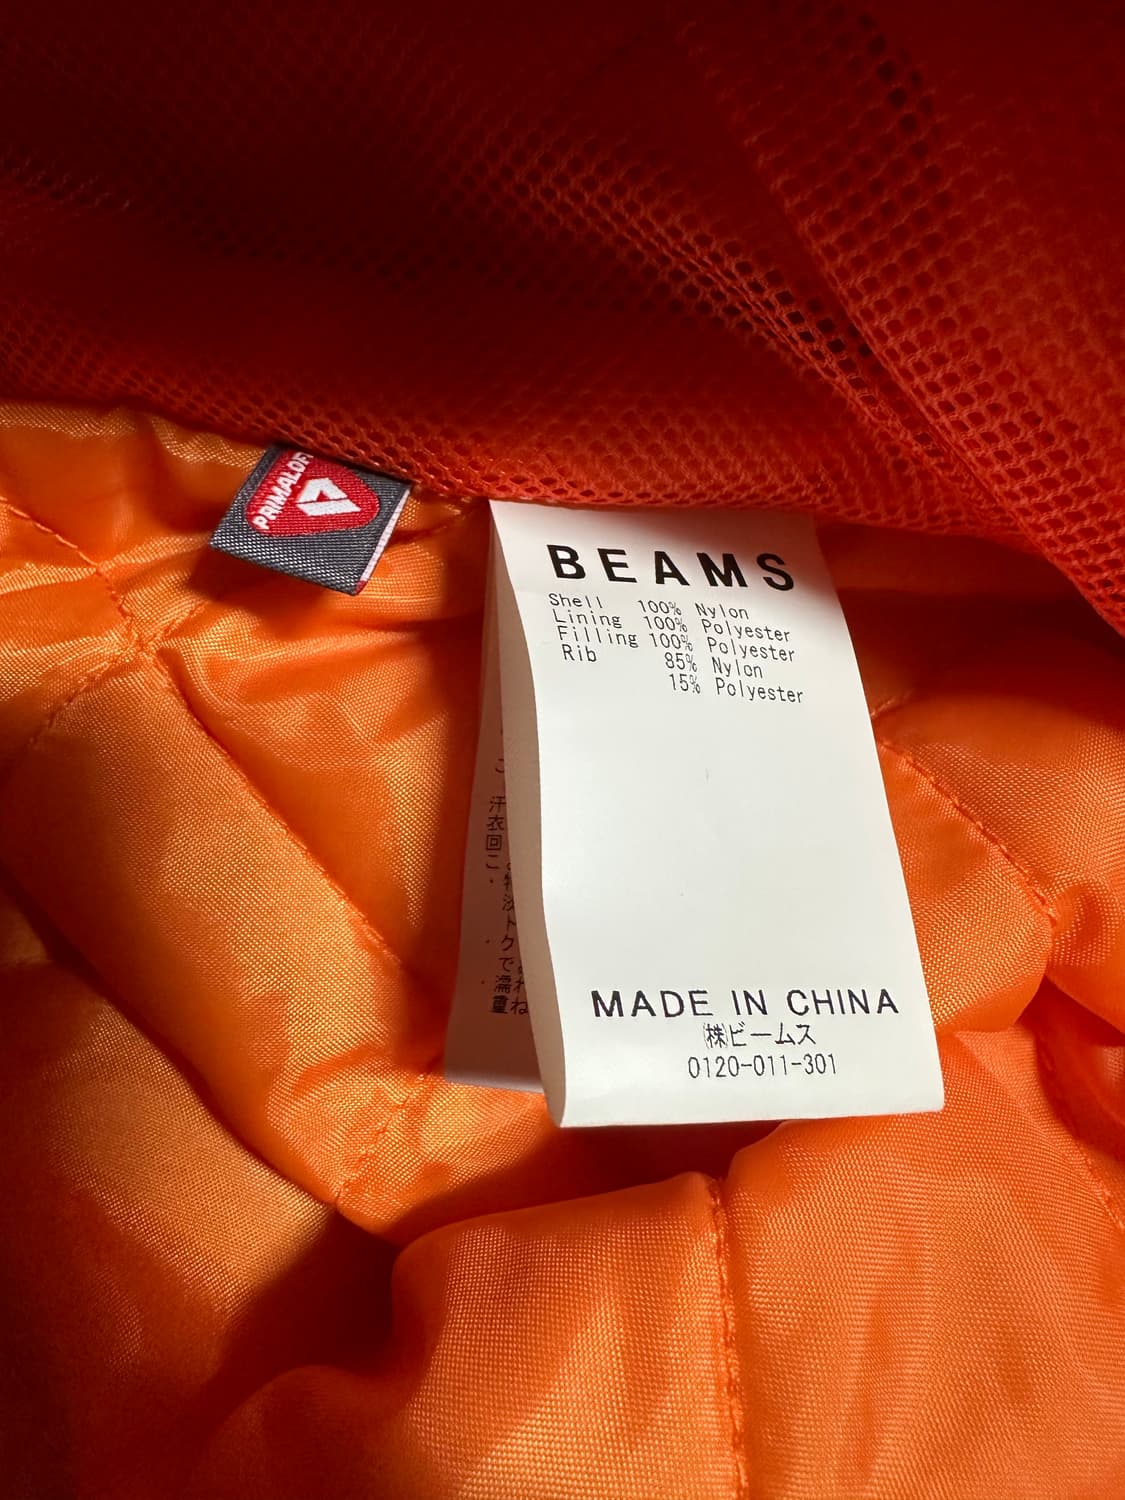 PRIMALOFT
BEAMS
Shell 100% Nylon
Lining 100% Polyester
Filling 100% Polyester
Rib 85% Nylon
15% Polyester
MADE IN CHINA
㈱ビームス
0120-011-301